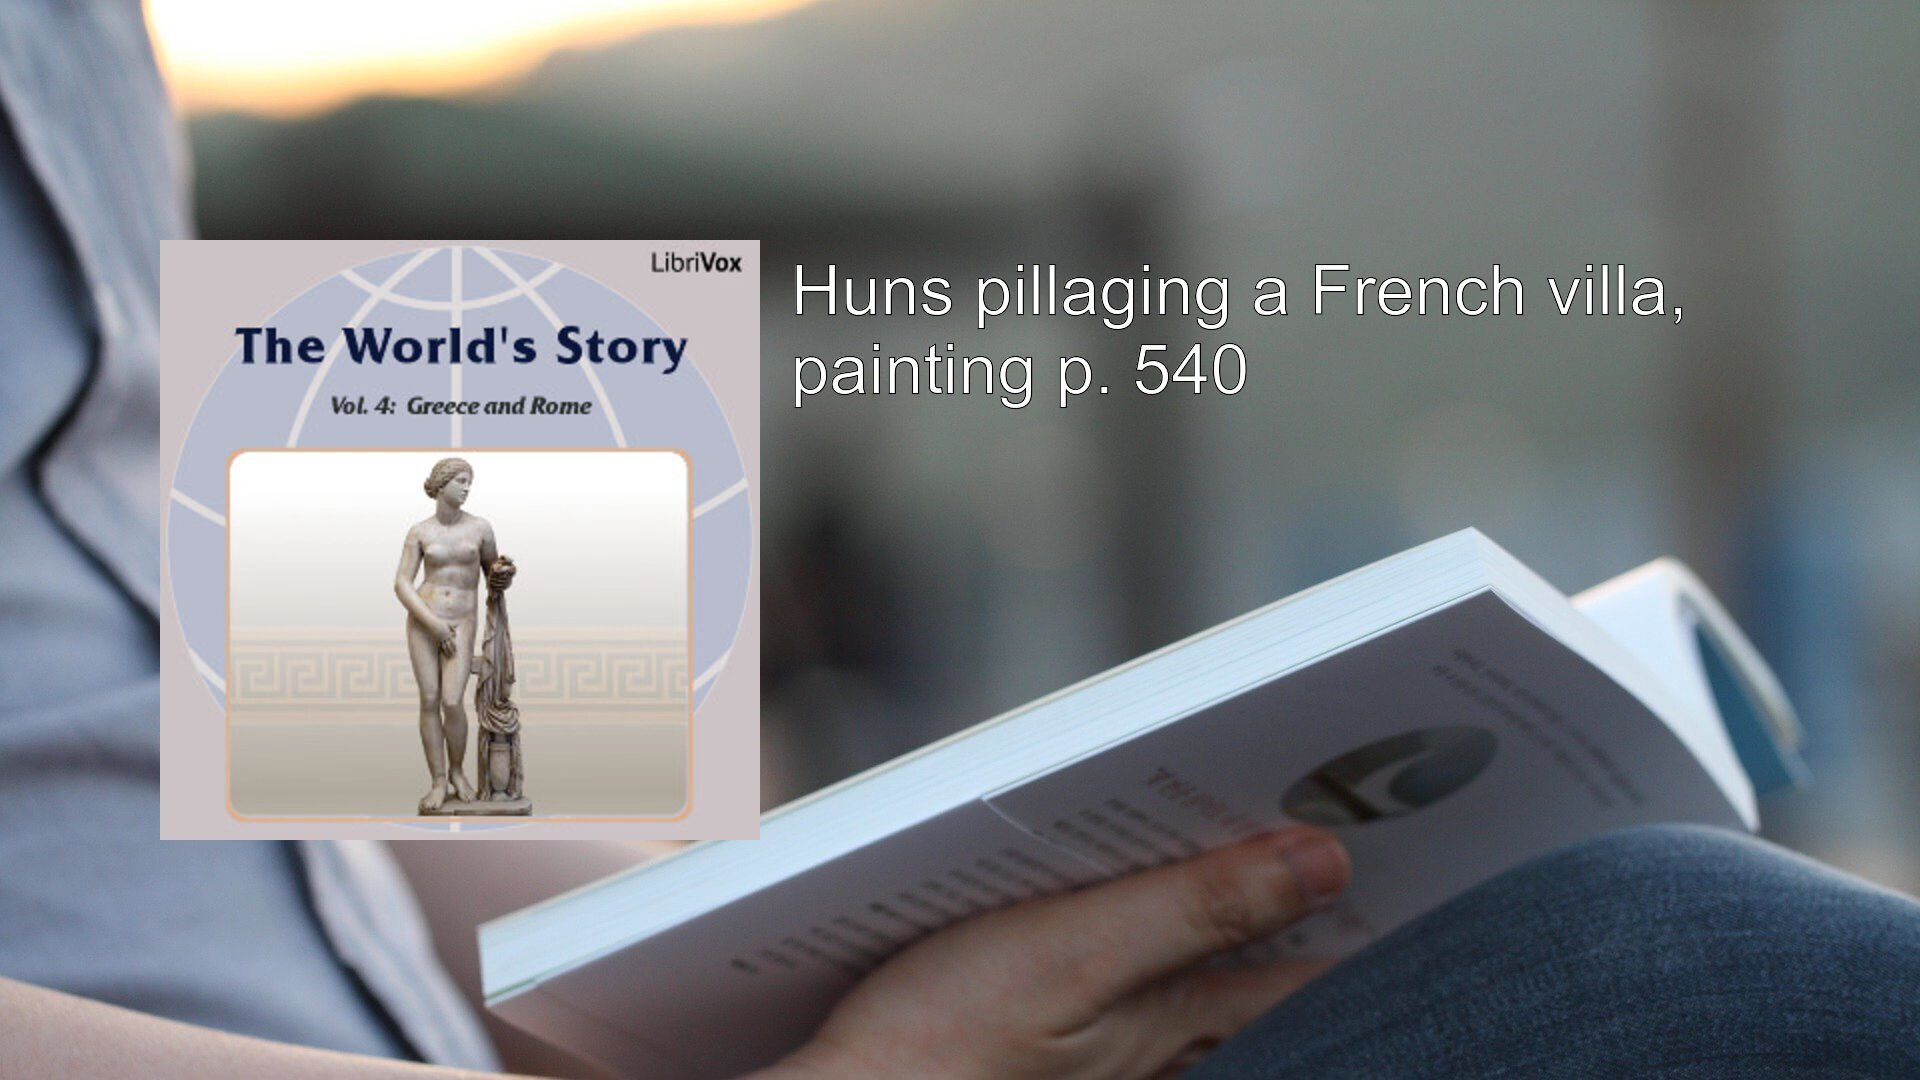 LibriVox
The World's Story
Vol. 4: Greece and Rome
Huns pillaging a French villa,
painting p. 540